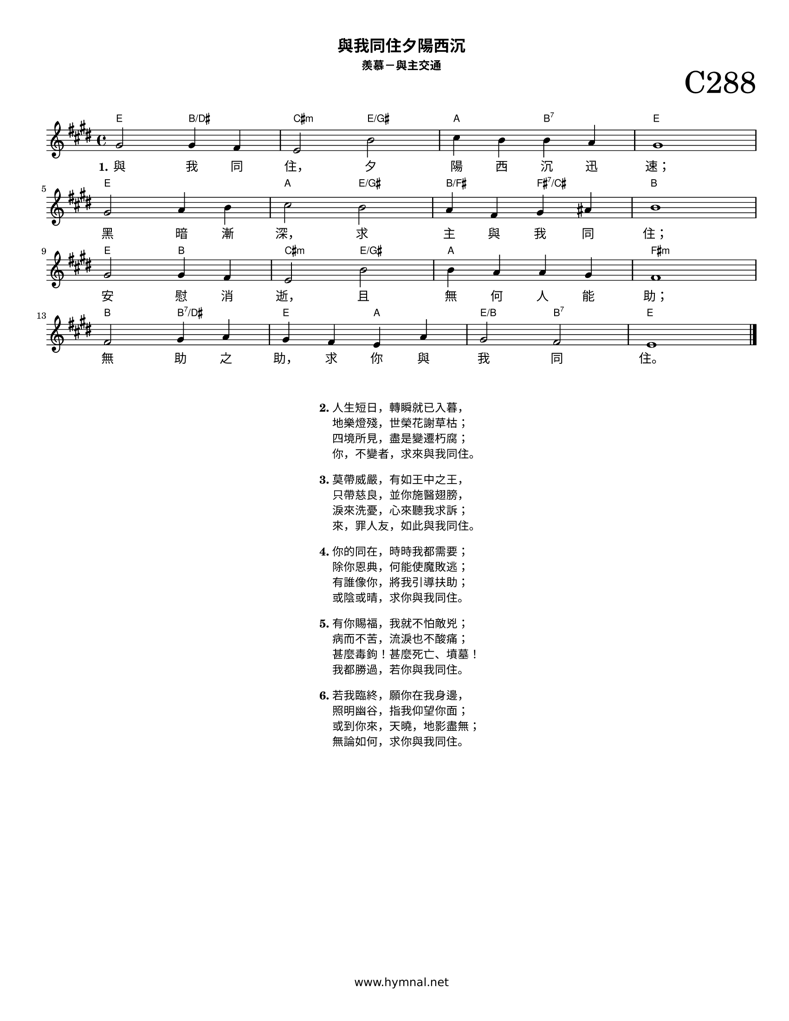 與我同住夕陽西沉
羨慕－與主交通
C288
E B/D♯ C♯m E/G♯ A B7 E
1. 與 我 同 住， 夕 陽 西 沉 迅 速；
5
E A E/G♯ B/F♯ F♯7/C♯ B
黑 暗 漸 深， 求 主 與 我 同 住；
9
E B C♯m E/G♯ A F♯m
安 慰 消 逝， 且 無 何 人 能 助；
13
B B7/D♯ E A E/B B7 E
無 助 之 助， 求 你 與 我 同 住。
2. 人生短日，轉瞬就已入暮，
地樂燈殘，世榮花謝草枯；
四境所見，盡是變遷朽腐；
你，不變者，求來與我同住。
3. 莫帶威嚴，有如王中之王，
只帶慈良，並你施醫翅膀，
淚來洗憂，心來聽我求訴；
來，罪人友，如此與我同住。
4. 你的同在，時時我都需要；
除你恩典，何能使魔敗逃；
有誰像你，將我引導扶助；
或陰或晴，求你與我同住。
5. 有你賜福，我就不怕敵兇；
病而不苦，流淚也不酸痛；
甚麼毒鉤！甚麼死亡、墳墓！
我都勝過，若你與我同住。
6. 若我臨終，願你在我身邊，
照明幽谷，指我仰望你面；
或到你來，天曉，地影盡無；
無論如何，求你與我同住。
www.hymnal.net